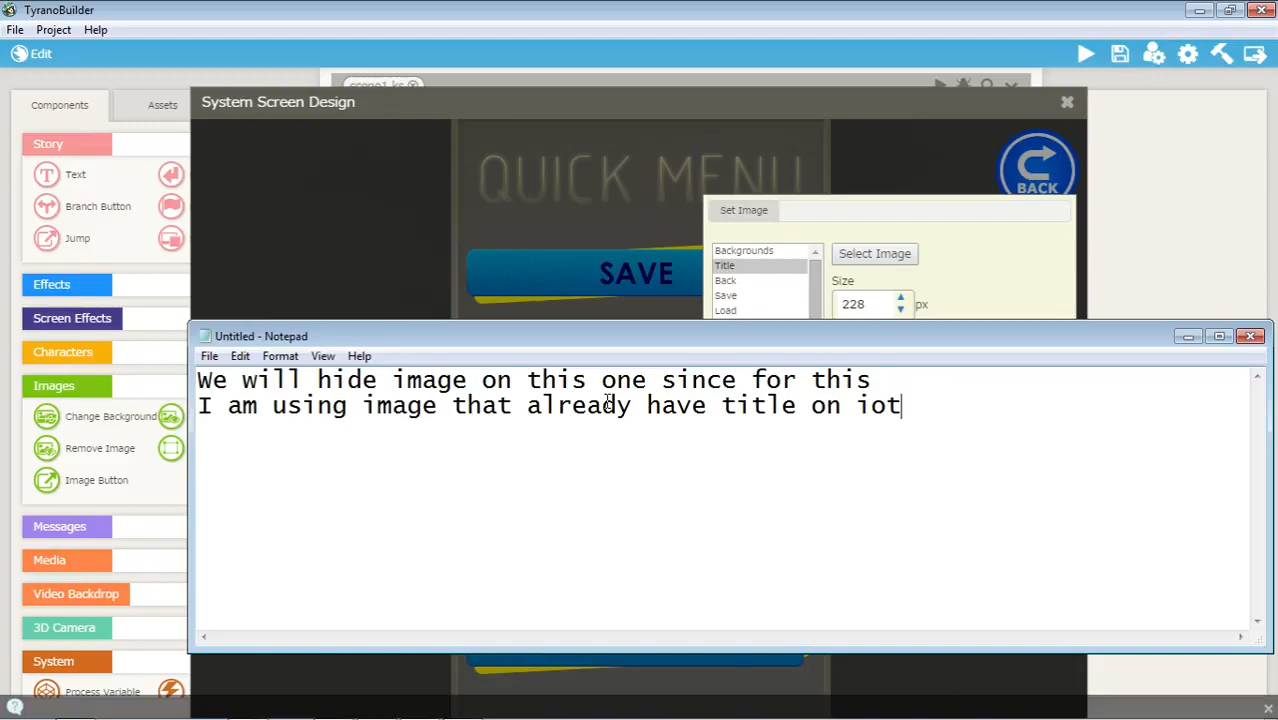 TyranoBuilder
File Project Help
Edit
Components Assets
System Screen Design
QUICK MENU
BACK
SAVE
Set Image
Backgrounds
Title
Back
Save
Load
Select Image
Size
228 px
Story
Text
Branch Button
Jump
Effects
Screen Effects
Characters
Images
Change Background
Remove Image
Image Button
Messages
Media
Video Backdrop
3D Camera
System
Process Variable
Untitled - Notepad
File Edit Format View Help
We will hide image on this one since for this
I am using image that already have title on iot